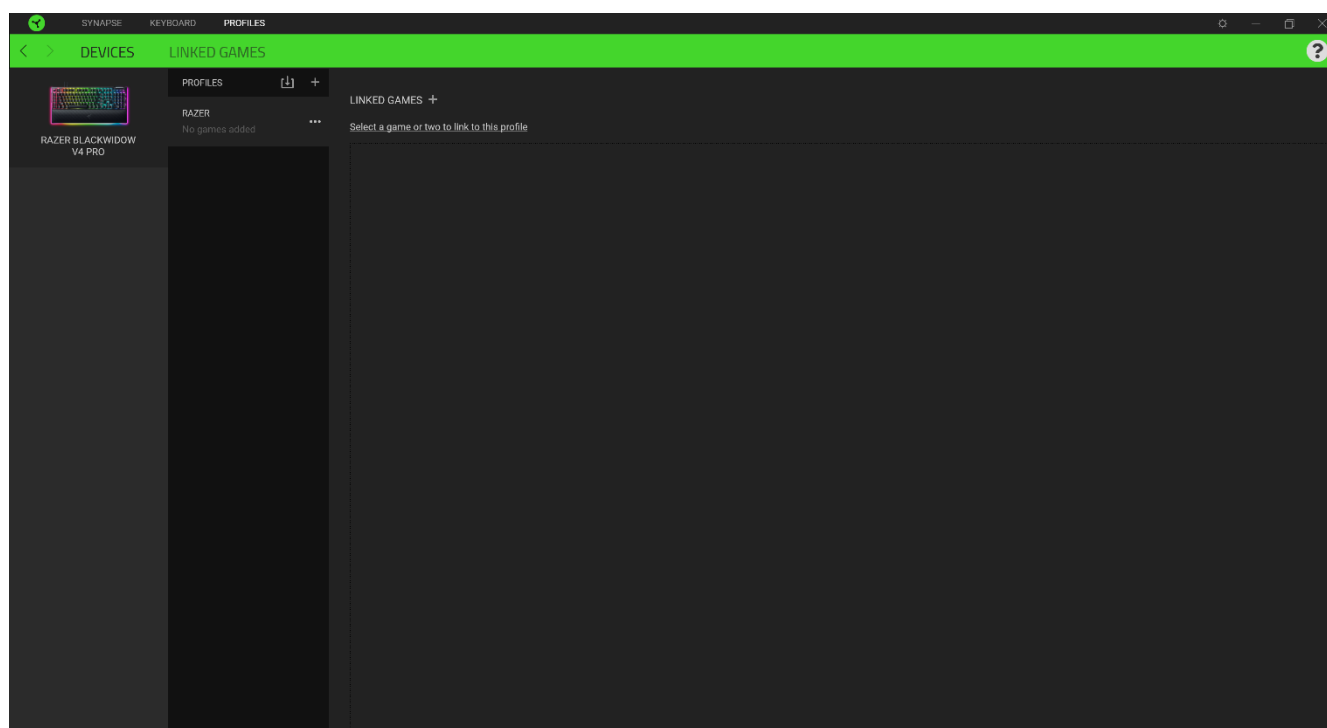 SYNAPSE KEYBOARD PROFILES
DEVICES LINKED GAMES
?
RAZER BLACKWIDOW
V4 PRO
PROFILES
RAZER
No games added
LINKED GAMES +
Select a game or two to link to this profile